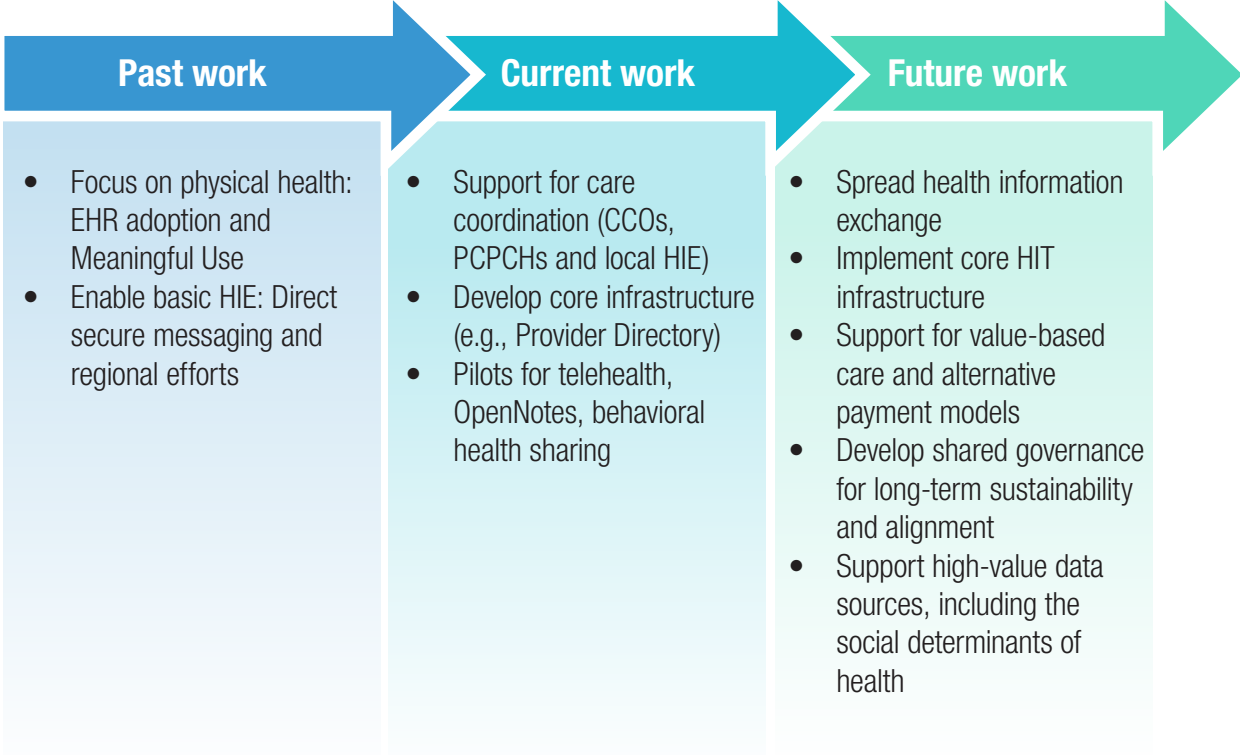 Past work
• Focus on physical health:
EHR adoption and
Meaningful Use
• Enable basic HIE: Direct
secure messaging and
regional efforts
Current work
• Support for care
coordination (CCOs,
PCPCHs and local HIE)
• Develop core infrastructure
(e.g., Provider Directory)
• Pilots for telehealth,
OpenNotes, behavioral
health sharing
Future work
• Spread health information
exchange
• Implement core HIT
infrastructure
• Support for value-based
care and alternative
payment models
• Develop shared governance
for long-term sustainability
and alignment
• Support high-value data
sources, including the
social determinants of
health